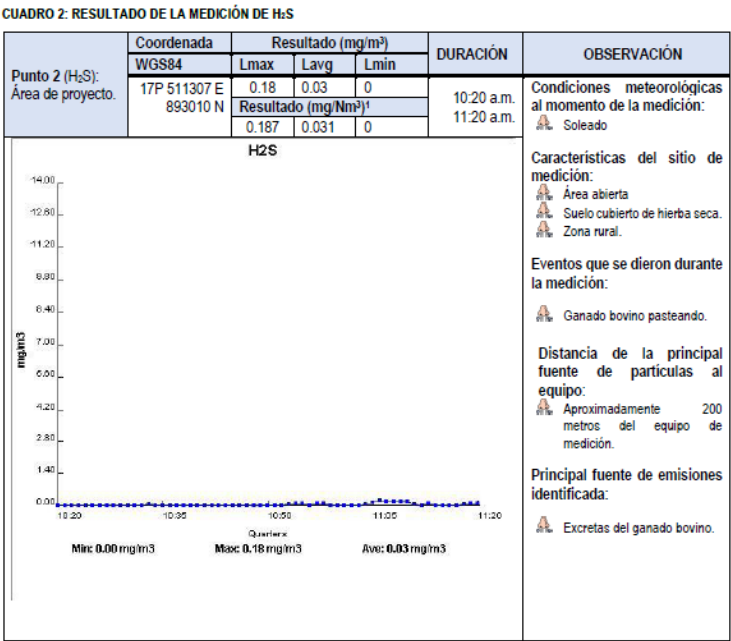 CUADRO 2: RESULTADO DE LA MEDICIÓN DE H₂S
Punto 2 (H₂S):
Área de proyecto.
Coordenada
WGS84
17P 511307 E
893010 N
Resultado (mg/m³)
Lmax Lavg Lmin
0.18 0.03 0
Resultado (mg/Nm³)¹
0.187 0.031 0
DURACIÓN
10:20 a.m.
11:20 a.m.
OBSERVACIÓN
Condiciones meteorológicas
al momento de la medición:
Soleado
Características del sitio de
medición:
Área abierta
Suelo cubierto de hierba seca.
Zona rural.
Eventos que se dieron durante
la medición:
Ganado bovino pasteando.
Distancia de la principal
fuente de partículas al
equipo:
Aproximadamente 200
metros del equipo de
medición.
Principal fuente de emisiones
identificada:
Excretas del ganado bovino.
H2S
14.00
12.60
11.20
9.80
8.40
7.00
mg/m3
4.20
2.80
1.40
0.00
10:20 10:35 10:50 11:05 11:20
Quarters
Min: 0.00 mg/m3 Max: 0.18 mg/m3 Ave: 0.03 mg/m3